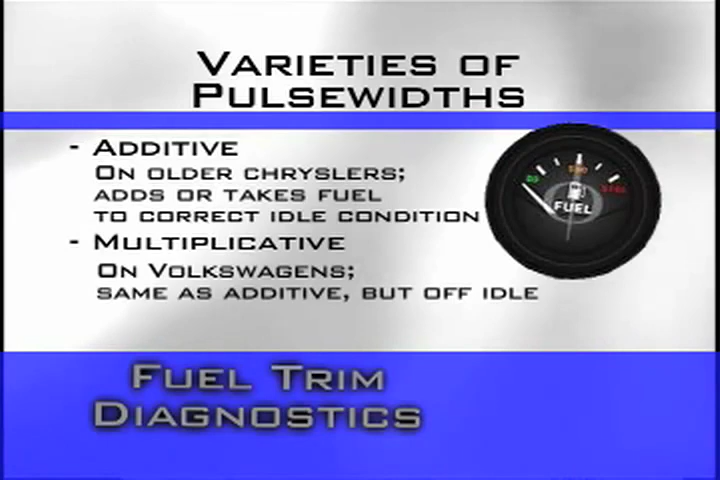 VARIETIES OF
PULSEWIDTHS
- ADDITIVE
ON OLDER CHRYSLERS;
ADDS OR TAKES FUEL
TO CORRECT IDLE CONDITION
- MULTIPLICATIVE
ON VOLKSWAGENS;
SAME AS ADDITIVE, BUT OFF IDLE
FUEL
FUEL TRIM
DIAGNOSTICS